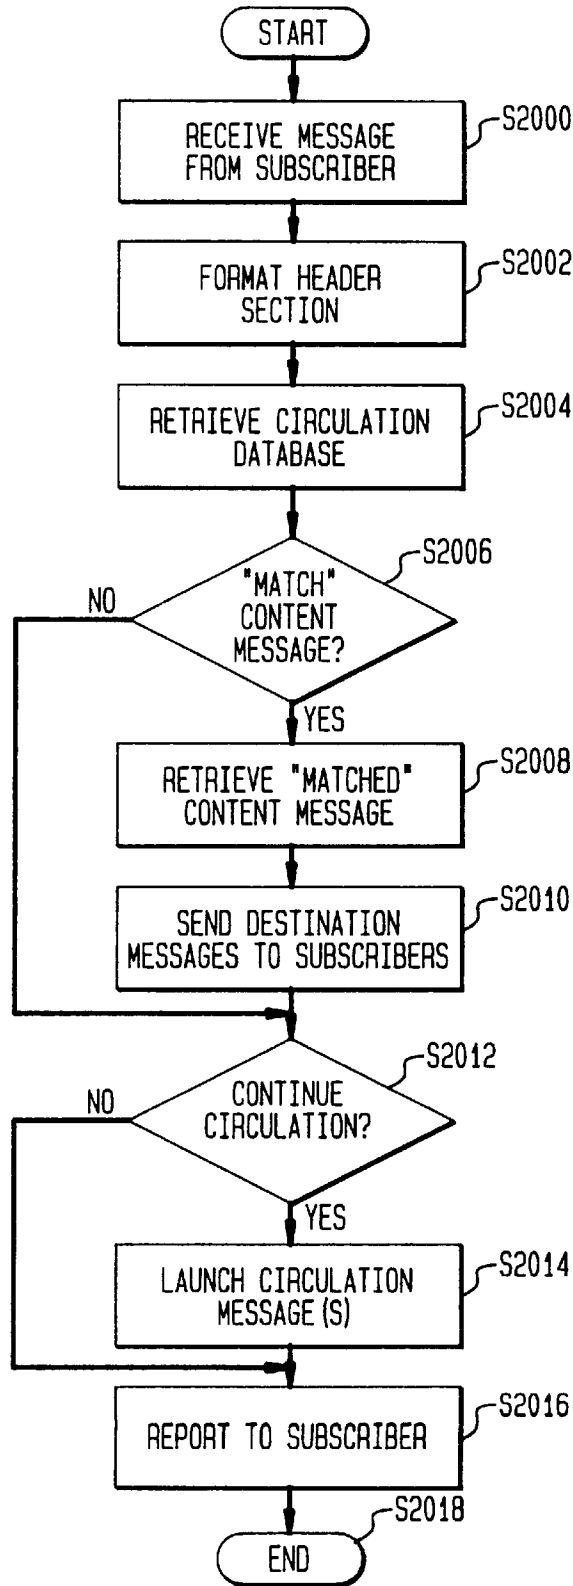 START
S2000
RECEIVE MESSAGE
FROM SUBSCRIBER
S2002
FORMAT HEADER
SECTION
S2004
RETRIEVE CIRCULATION
DATABASE
S2006
"MATCH"
CONTENT
MESSAGE?
NO
YES
S2008
RETRIEVE "MATCHED"
CONTENT MESSAGE
S2010
SEND DESTINATION
MESSAGES TO SUBSCRIBERS
S2012
CONTINUE
CIRCULATION?
NO
YES
S2014
LAUNCH CIRCULATION
MESSAGE(S)
S2016
REPORT TO SUBSCRIBER
S2018
END